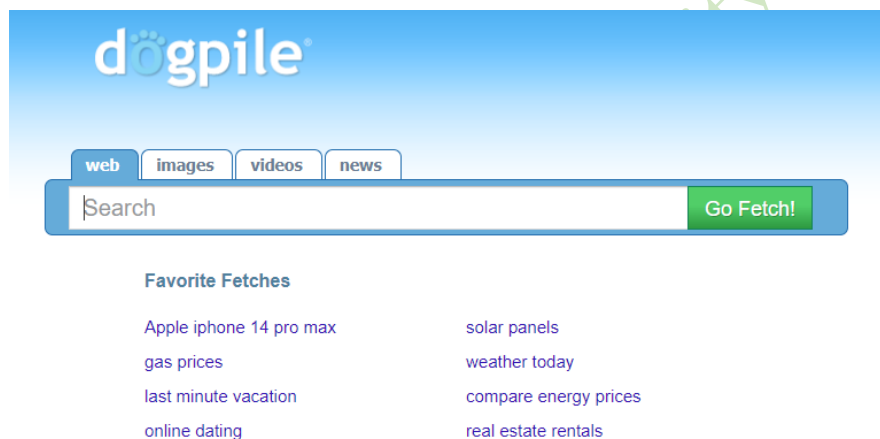 dogpile®
web images videos news
Search Go Fetch!
Favorite Fetches
Apple iphone 14 pro max solar panels
gas prices weather today
last minute vacation compare energy prices
online dating real estate rentals